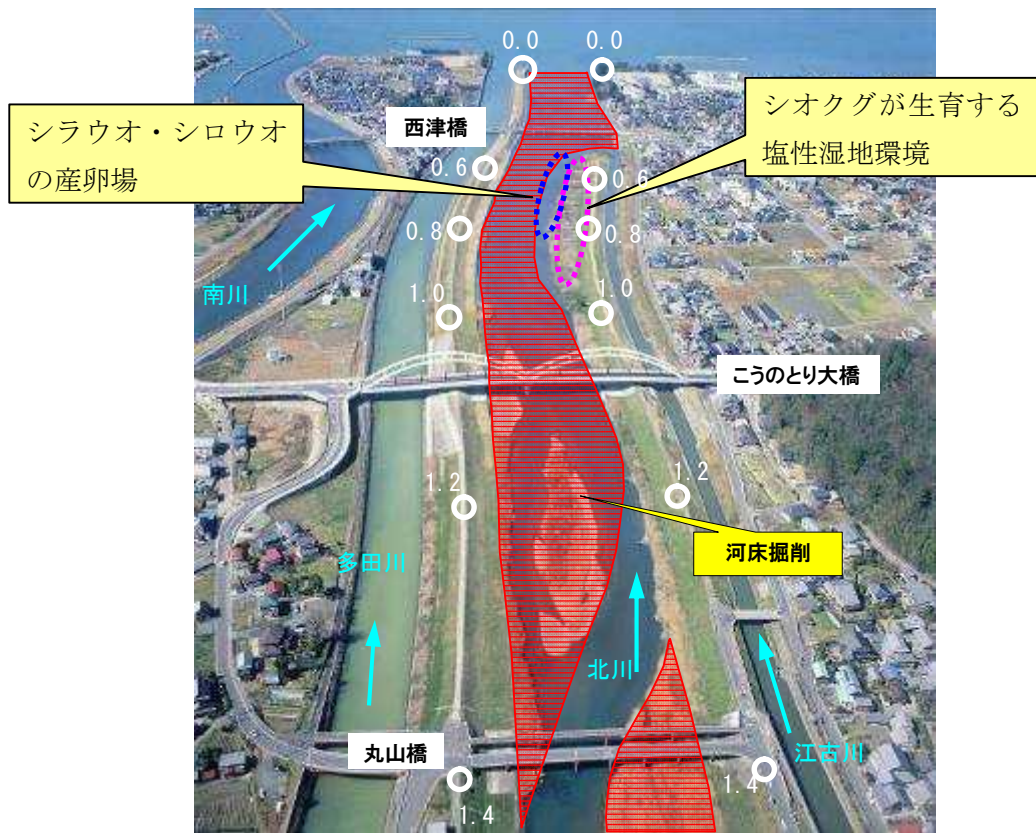 0.0
0.0
シラウオ・シロウオ
の産卵場
西津橋
シオクグが生育する
塩性湿地環境
0.6
0.6
0.8
0.8
南川
1.0
1.0
こうのとり大橋
1.2
1.2
河床掘削
多田川
北川
江古川
丸山橋
1.4
1.4